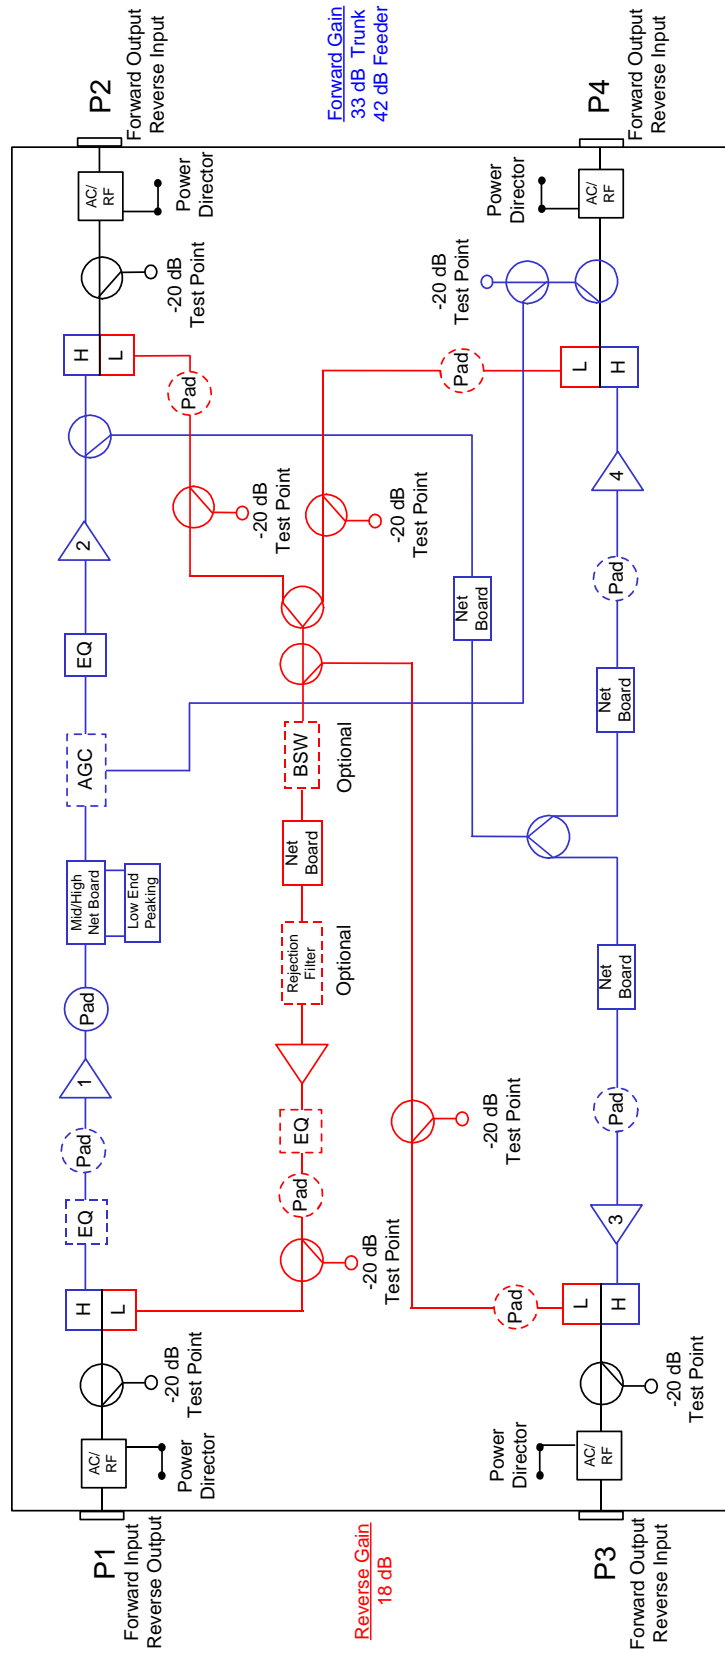 P1
Forward Input
Reverse Output
AC/
RF
Power
Director
-20 dB
Test Point
H
L
EQ
Pad
1
Pad
Mid/High
Net Board
Low End
Peaking
AGC
EQ
2
H
L
-20 dB
Test Point
AC/
RF
Power
Director
P2
Forward Output
Reverse Input
Pad
-20 dB
Test Point
Reverse Gain
18 dB
-20 dB
Test Point
Pad
EQ
Rejection
Filter
Optional
Net
Board
BSW
Optional
-20 dB
Test Point
Pad
Forward Gain
33 dB Trunk
42 dB Feeder
-20 dB
Test Point
Net
Board
-20 dB
Test Point
Power
Director
P3
Forward Output
Reverse Input
Power
Director
AC/
RF
-20 dB
Test Point
Pad
L
H
3
Pad
Net
Board
Net
Board
Pad
4
L
H
AC/
RF
P4
Forward Output
Reverse Input